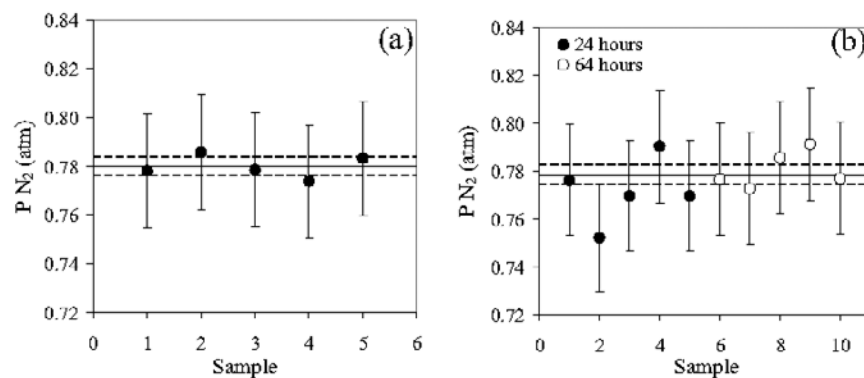 (a)
0.84
0.82
0.80
0.78
0.76
0.74
0.72
P N₂ (atm)
0 1 2 3 4 5 6
Sample
(b)
24 hours
64 hours
0.84
0.82
0.80
0.78
0.76
0.74
0.72
P N₂ (atm)
0 2 4 6 8 10
Sample